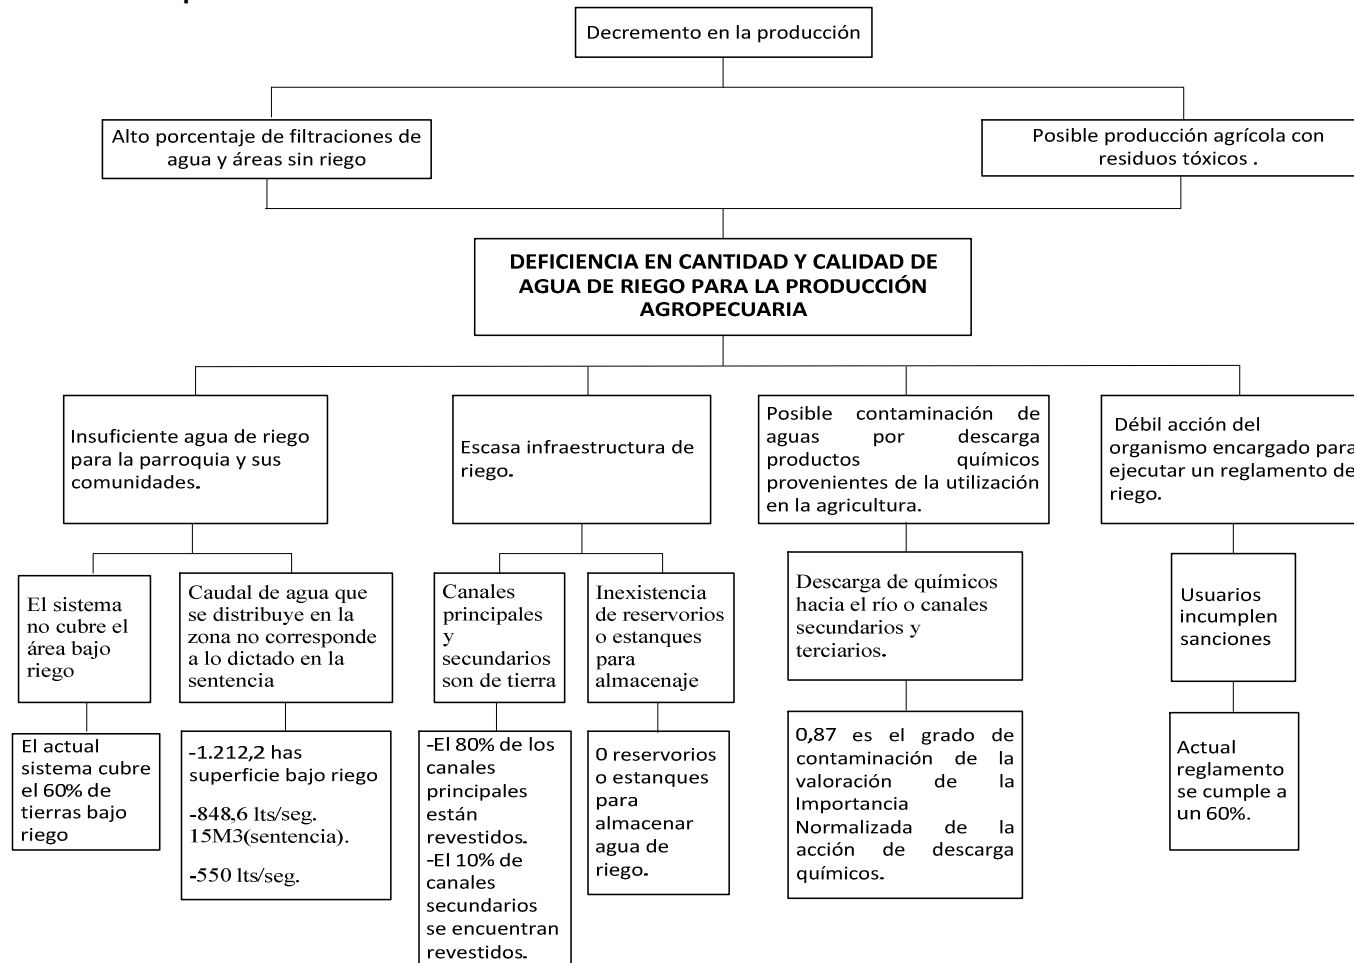 Decremento en la producción
Alto porcentaje de filtraciones de
agua y áreas sin riego
Posible producción agrícola con
residuos tóxicos .
DEFICIENCIA EN CANTIDAD Y CALIDAD DE
AGUA DE RIEGO PARA LA PRODUCCIÓN
AGROPECUARIA
Insuficiente agua de riego
para la parroquia y sus
comunidades.
Escasa infraestructura de
riego.
Posible contaminación de
aguas por descarga
productos químicos
provenientes de la utilización
en la agricultura.
Débil acción del
organismo encargado para
ejecutar un reglamento de
riego.
El sistema
no cubre el
área bajo
riego
Caudal de agua que
se distribuye en la
zona no corresponde
a lo dictado en la
sentencia
Canales
principales
y
secundarios
son de tierra
Inexistencia
de reservorios
o estanques
para
almacenaje
Descarga de químicos
hacia el río o canales
secundarios y
terciarios.
Usuarios
incumplen
sanciones
El actual
sistema cubre
el 60% de
tierras bajo
riego
-1.212,2 has
superficie bajo riego
-848,6 lts/seg.
15M3(sentencia).
-550 lts/seg.
-El 80% de los
canales
principales
están
revestidos.
-El 10% de
canales
secundarios
se encuentran
revestidos.
0 reservorios
o estanques
para
almacenar
agua de
riego.
0,87 es el grado de
contaminación de la
valoración de la
Importancia
Normalizada de la
acción de descarga
químicos.
Actual
reglamento
se cumple a
un 60%.